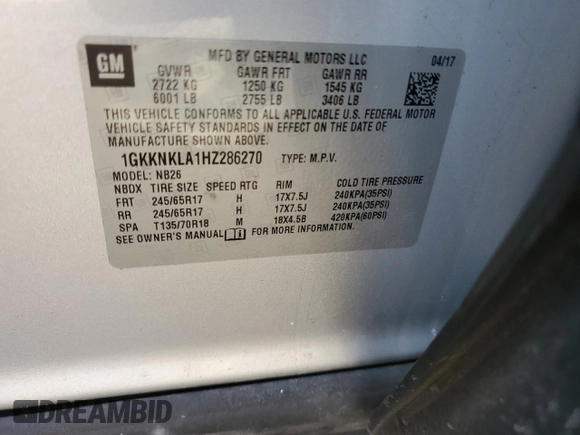 GM
MFD BY GENERAL MOTORS LLC 04/17
GVWR GAWR FRT GAWR RR
2722 KG 1250 KG 1545 KG
6001 LB 2755 LB 3406 LB
THIS VEHICLE CONFORMS TO ALL APPLICABLE U.S. FEDERAL MOTOR
VEHICLE SAFETY STANDARDS IN EFFECT ON THE DATE OF
MANUFACTURE SHOWN ABOVE.
1GKKNKLA1HZ286270 TYPE: M.P.V.
MODEL: NB26
NBDX TIRE SIZE SPEED RTG RIM COLD TIRE PRESSURE
FRT 245/65R17 H 17X7.5J 240KPA(35PSI)
RR 245/65R17 H 17X7.5J 240KPA(35PSI)
SPA T135/70R18 M 18X4.5B 420KPA(60PSI)
SEE OWNER'S MANUAL FOR MORE INFORMATION.
DREAMBID